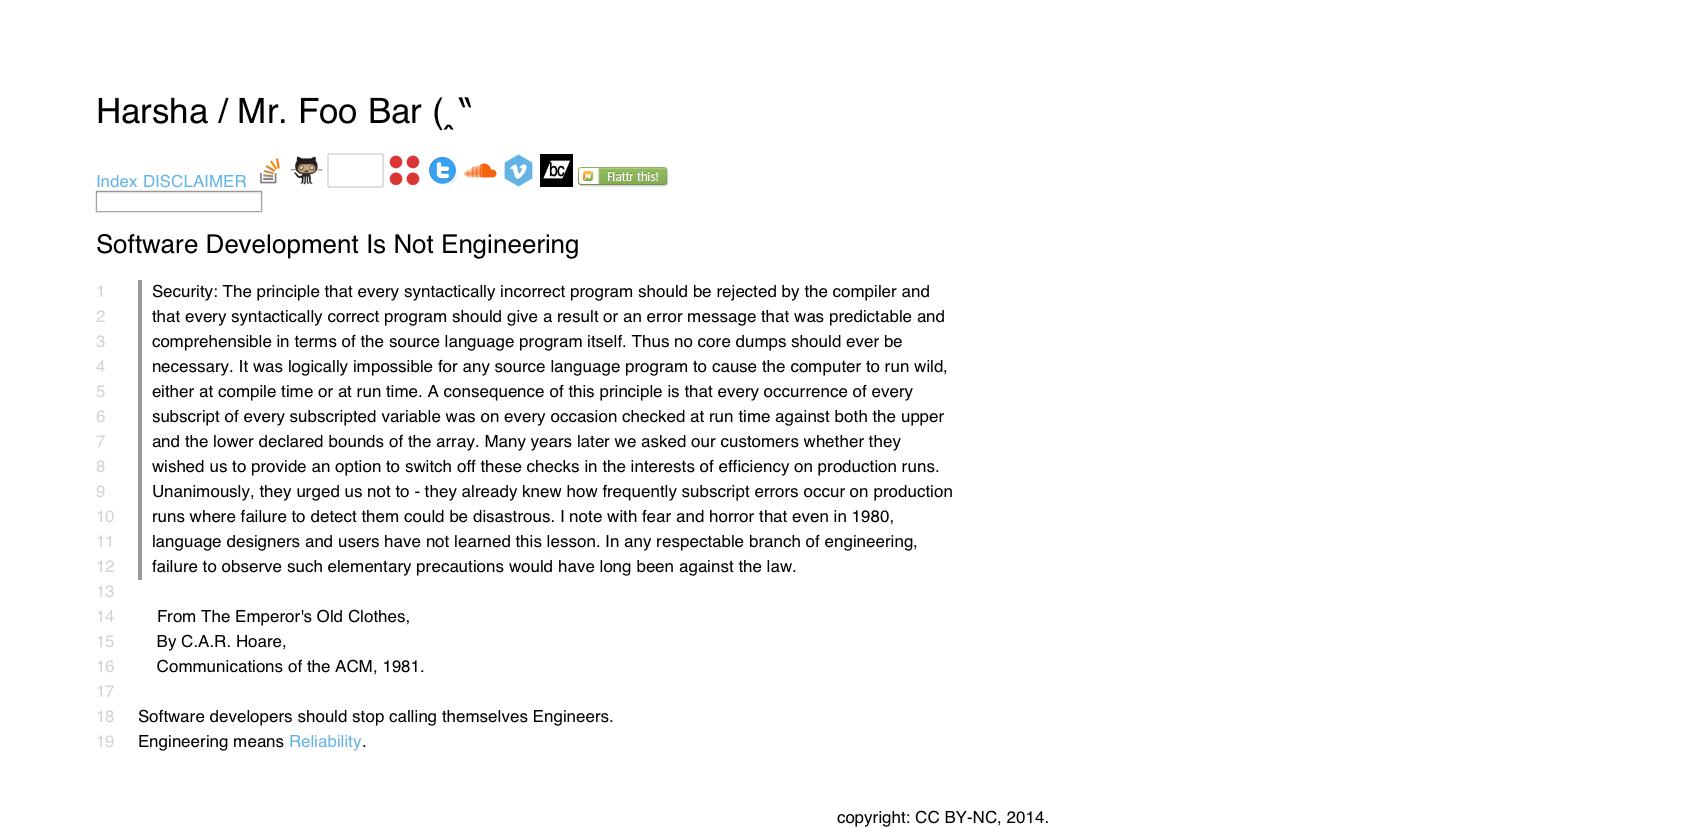 Harsha / Mr. Foo Bar (‸‶
Index DISCLAIMER bc Flattr this!
Software Development Is Not Engineering
1 Security: The principle that every syntactically incorrect program should be rejected by the compiler and
2 that every syntactically correct program should give a result or an error message that was predictable and
3 comprehensible in terms of the source language program itself. Thus no core dumps should ever be
4 necessary. It was logically impossible for any source language program to cause the computer to run wild,
5 either at compile time or at run time. A consequence of this principle is that every occurrence of every
6 subscript of every subscripted variable was on every occasion checked at run time against both the upper
7 and the lower declared bounds of the array. Many years later we asked our customers whether they
8 wished us to provide an option to switch off these checks in the interests of efficiency on production runs.
9 Unanimously, they urged us not to - they already knew how frequently subscript errors occur on production
10 runs where failure to detect them could be disastrous. I note with fear and horror that even in 1980,
11 language designers and users have not learned this lesson. In any respectable branch of engineering,
12 failure to observe such elementary precautions would have long been against the law.
13
14 From The Emperor's Old Clothes,
15 By C.A.R. Hoare,
16 Communications of the ACM, 1981.
17
18 Software developers should stop calling themselves Engineers.
19 Engineering means Reliability.
copyright: CC BY-NC, 2014.